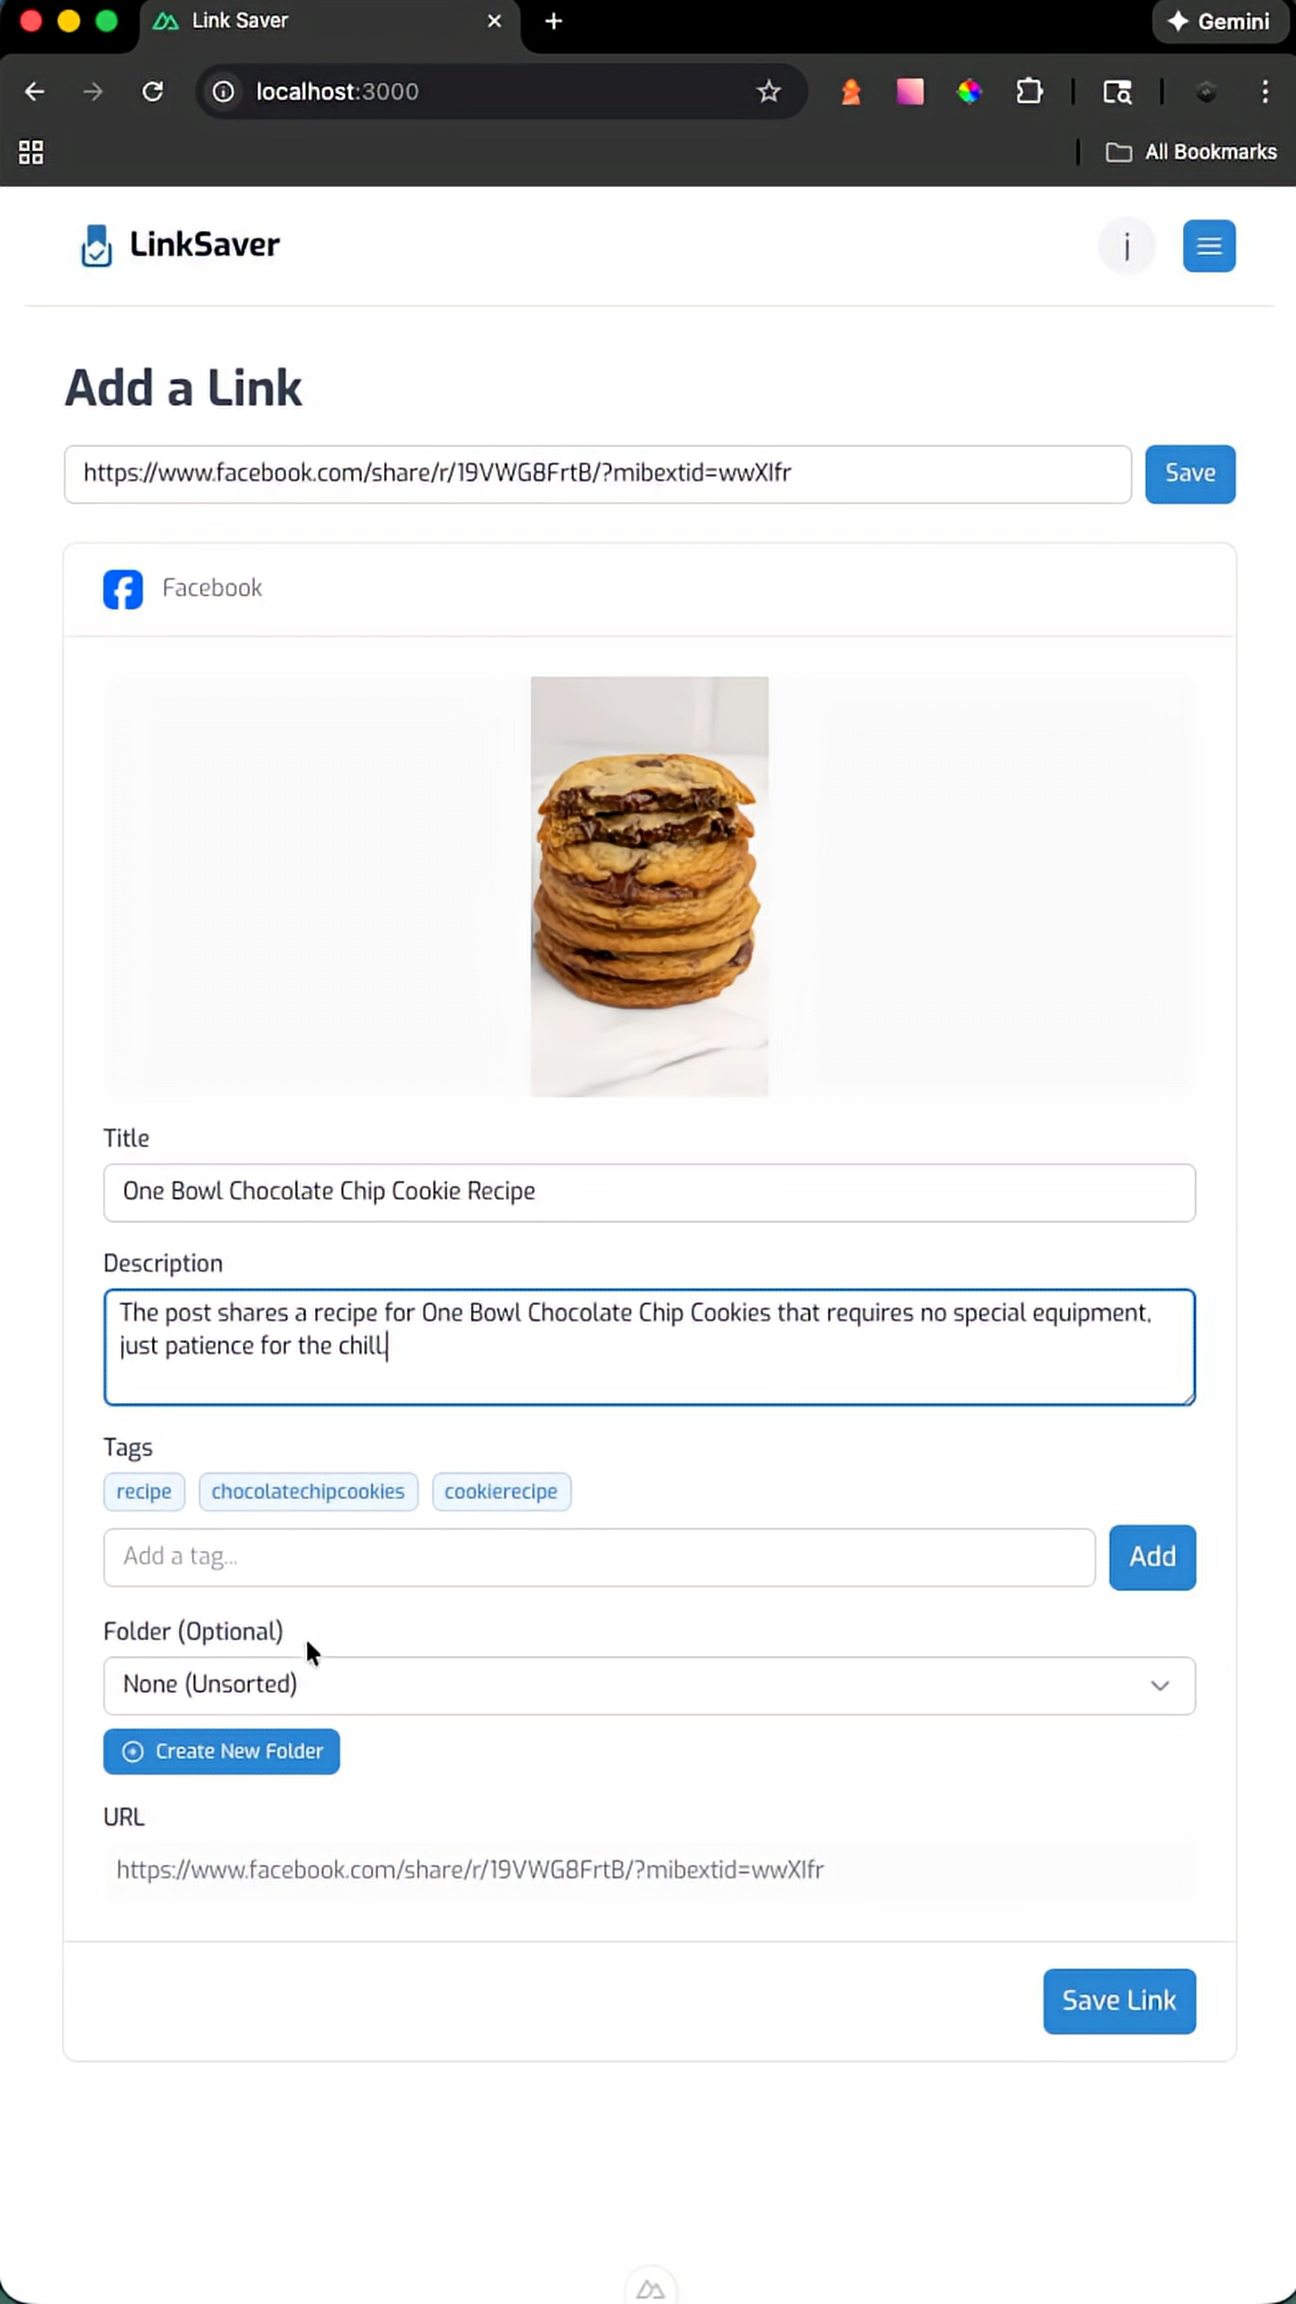 Link Saver
Gemini
localhost:3000
All Bookmarks
LinkSaver
j
Add a Link
https://www.facebook.com/share/r/19VWG8FrtB/?mibextid=wwXIfr
Save
Facebook
Title
One Bowl Chocolate Chip Cookie Recipe
Description
The post shares a recipe for One Bowl Chocolate Chip Cookies that requires no special equipment,
just patience for the chill.
Tags
recipe chocolatechipcookies cookierecipe
Add a tag...
Add
Folder (Optional)
None (Unsorted)
Create New Folder
URL
https://www.facebook.com/share/r/19VWG8FrtB/?mibextid=wwXIfr
Save Link